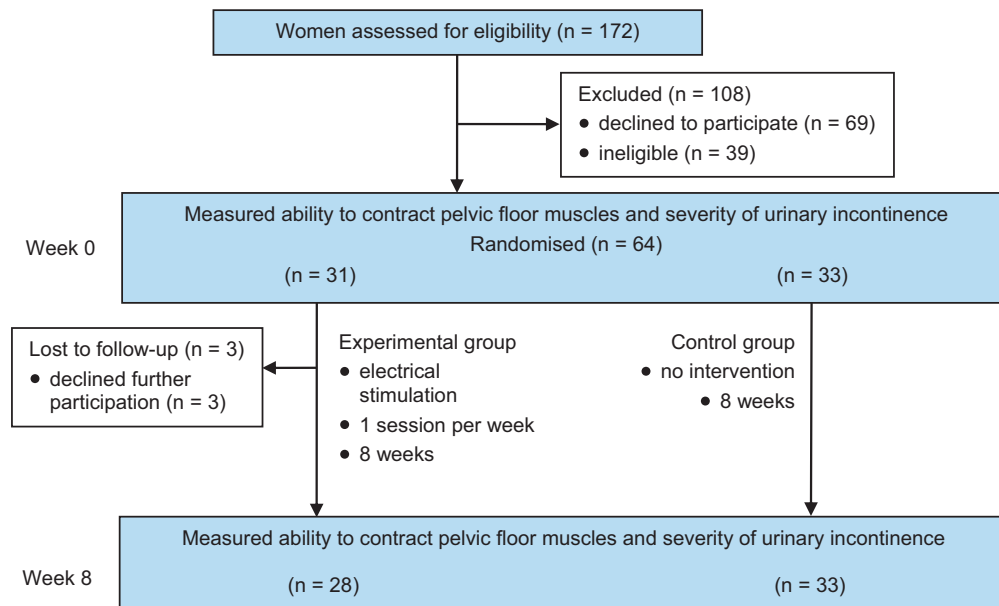 Women assessed for eligibility (n = 172)
Excluded (n = 108)
• declined to participate (n = 69)
• ineligible (n = 39)
Measured ability to contract pelvic floor muscles and severity of urinary incontinence
Week 0
Randomised (n = 64)
(n = 31)
(n = 33)
Lost to follow-up (n = 3)
• declined further
participation (n = 3)
Experimental group
• electrical
stimulation
• 1 session per week
• 8 weeks
Control group
• no intervention
• 8 weeks
Measured ability to contract pelvic floor muscles and severity of urinary incontinence
Week 8
(n = 28)
(n = 33)